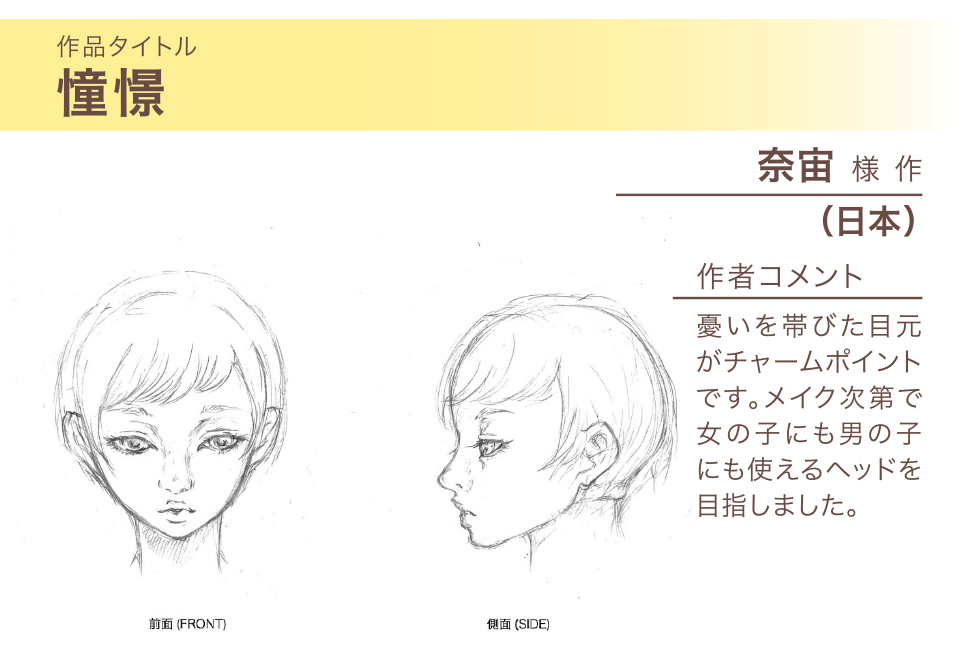 作品タイトル
憧憬
奈宙 様 作
（日本）
作者コメント
憂いを帯びた目元
がチャームポイント
です。メイク次第で
女の子にも男の子
にも使えるヘッドを
目指しました。
前面 (FRONT)
側面 (SIDE)